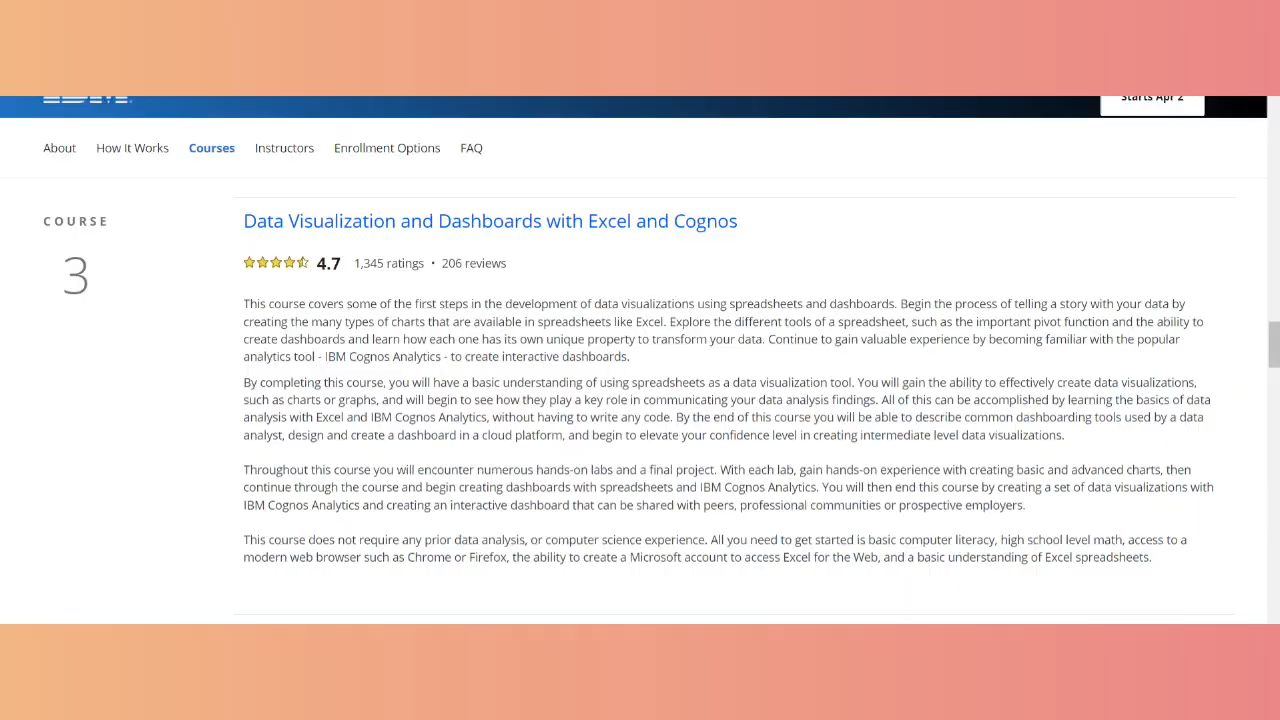 Starts Apr 2
About How It Works Courses Instructors Enrollment Options FAQ
COURSE
3
Data Visualization and Dashboards with Excel and Cognos
4.7 1,345 ratings • 206 reviews
This course covers some of the first steps in the development of data visualizations using spreadsheets and dashboards. Begin the process of telling a story with your data by
creating the many types of charts that are available in spreadsheets like Excel. Explore the different tools of a spreadsheet, such as the important pivot function and the ability to
create dashboards and learn how each one has its own unique property to transform your data. Continue to gain valuable experience by becoming familiar with the popular
analytics tool - IBM Cognos Analytics - to create interactive dashboards.
By completing this course, you will have a basic understanding of using spreadsheets as a data visualization tool. You will gain the ability to effectively create data visualizations,
such as charts or graphs, and will begin to see how they play a key role in communicating your data analysis findings. All of this can be accomplished by learning the basics of data
analysis with Excel and IBM Cognos Analytics, without having to write any code. By the end of this course you will be able to describe common dashboarding tools used by a data
analyst, design and create a dashboard in a cloud platform, and begin to elevate your confidence level in creating intermediate level data visualizations.
Throughout this course you will encounter numerous hands-on labs and a final project. With each lab, gain hands-on experience with creating basic and advanced charts, then
continue through the course and begin creating dashboards with spreadsheets and IBM Cognos Analytics. You will then end this course by creating a set of data visualizations with
IBM Cognos Analytics and creating an interactive dashboard that can be shared with peers, professional communities or prospective employers.
This course does not require any prior data analysis, or computer science experience. All you need to get started is basic computer literacy, high school level math, access to a
modern web browser such as Chrome or Firefox, the ability to create a Microsoft account to access Excel for the Web, and a basic understanding of Excel spreadsheets.